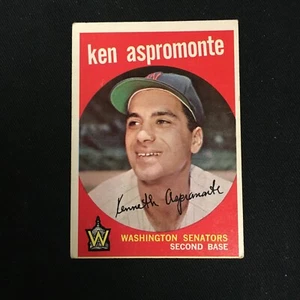 ken aspromonte
Kenneth Aspromonte
W
WASHINGTON SENATORS
SECOND BASE